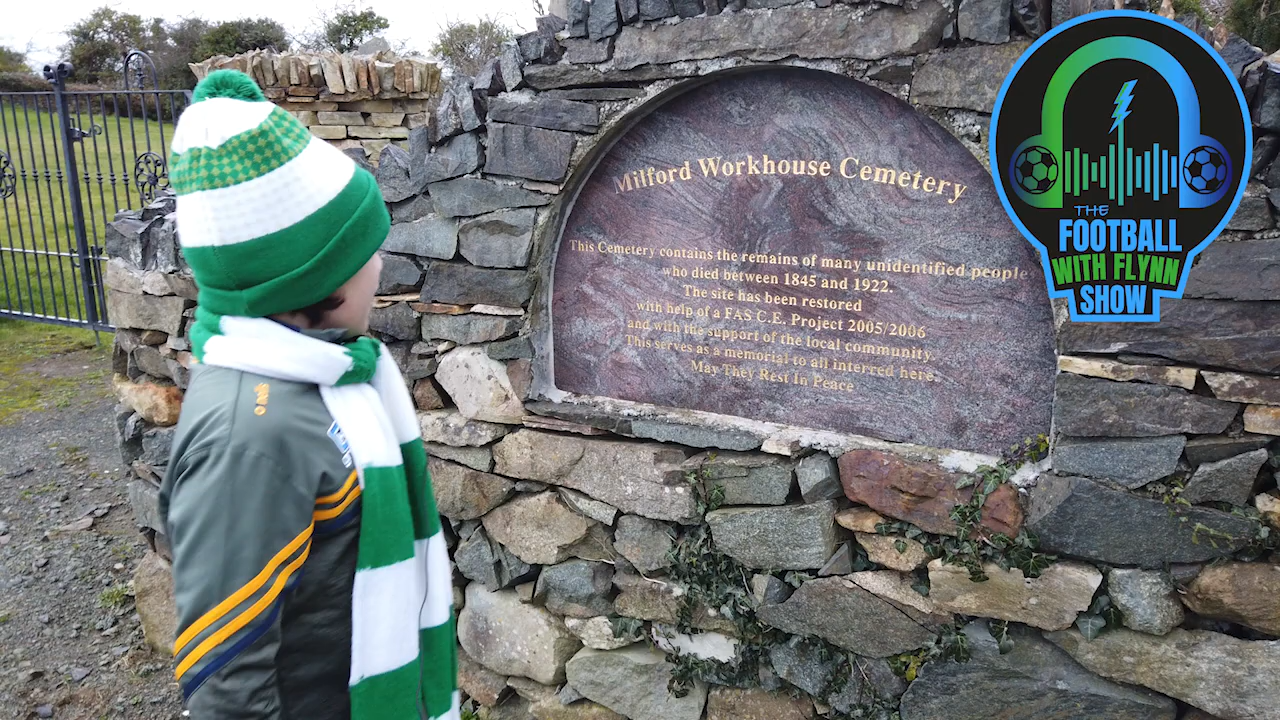 Milford Workhouse Cemetery
This Cemetery contains the remains of many unidentified people
who died between 1845 and 1922.
The site has been restored
with help of a FAS C.E. Project 2005/2006
and with the support of the local community.
This serves as a memorial to all interred here.
May They Rest In Peace
THE
FOOTBALL
WITH FLYNN
SHOW